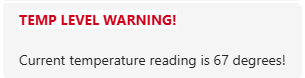 TEMP LEVEL WARNING!
Current temperature reading is 67 degrees!